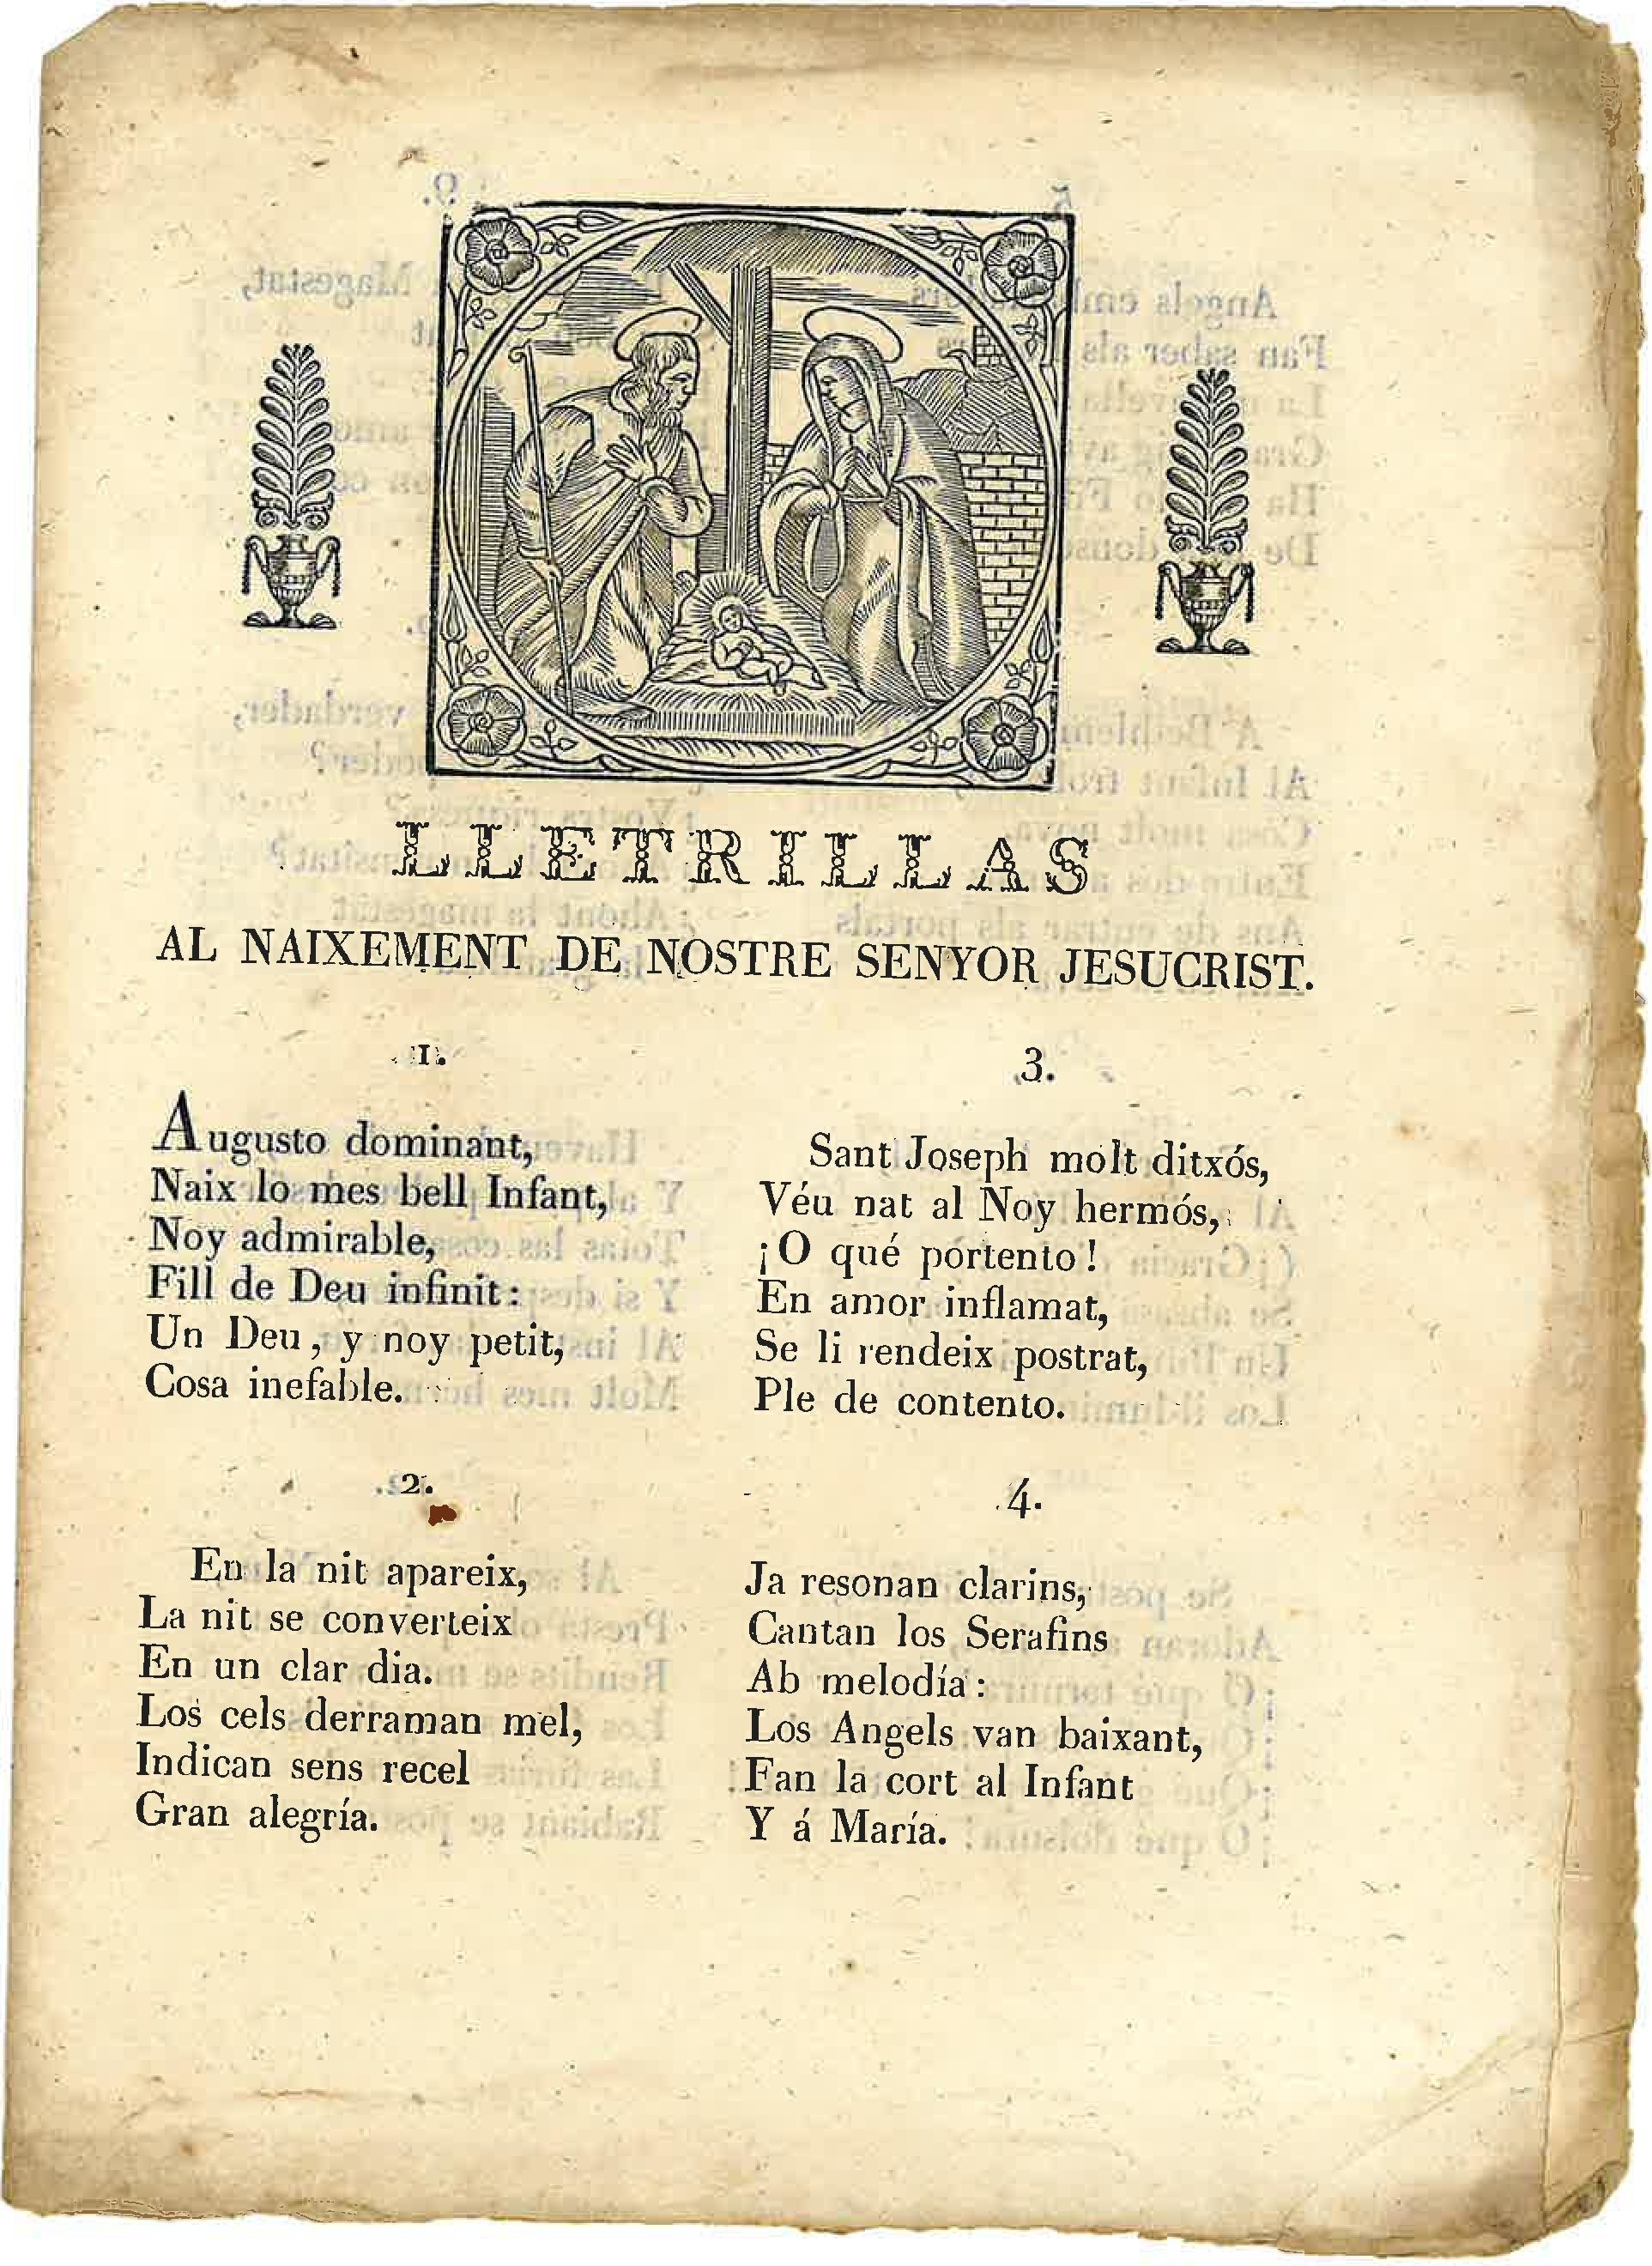 LLETRILLAS
AL NAIXEMENT DE NOSTRE SENYOR JESUCRIST.
1.
Augusto dominant,
Naix lo mes bell Infant,
Noy admirable,
Fill de Deu infinit:
Un Deu, y noy petit,
Cosa inefable.
2.
En la nit apareix,
La nit se converteix
En un clar dia.
Los cels derraman mel,
Indican sens recel
Gran alegría.
3.
Sant Joseph molt ditxós,
Véu nat al Noy hermós,
¡O qué portento!
En amor inflamat,
Se li rendeix postrat,
Ple de contento.
4.
Ja resonan clarins,
Cantan los Serafins
Ab melodía:
Los Angels van baixant,
Fan la cort al Infant
Y á María.